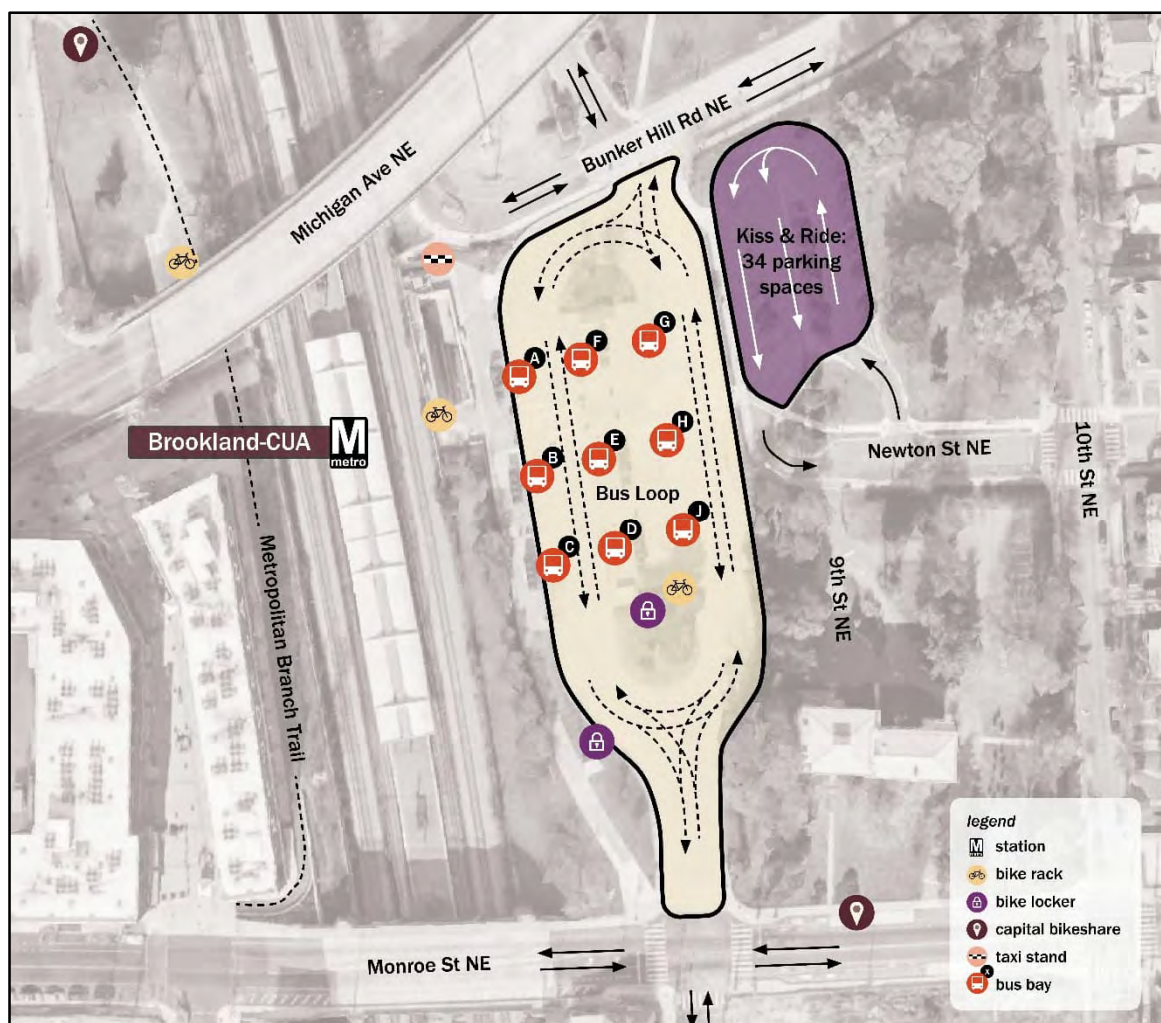 Michigan Ave NE
Bunker Hill Rd NE
Kiss & Ride:
34 parking
spaces
G
F
A
Brookland-CUA
M
metro
H
E
B
Newton St NE
10th St NE
Bus Loop
J
D
C
9th St NE
Metropolitan Branch Trail
Monroe St NE
legend
M
metro
station
bike rack
bike locker
capital bikeshare
taxi stand
x
bus bay